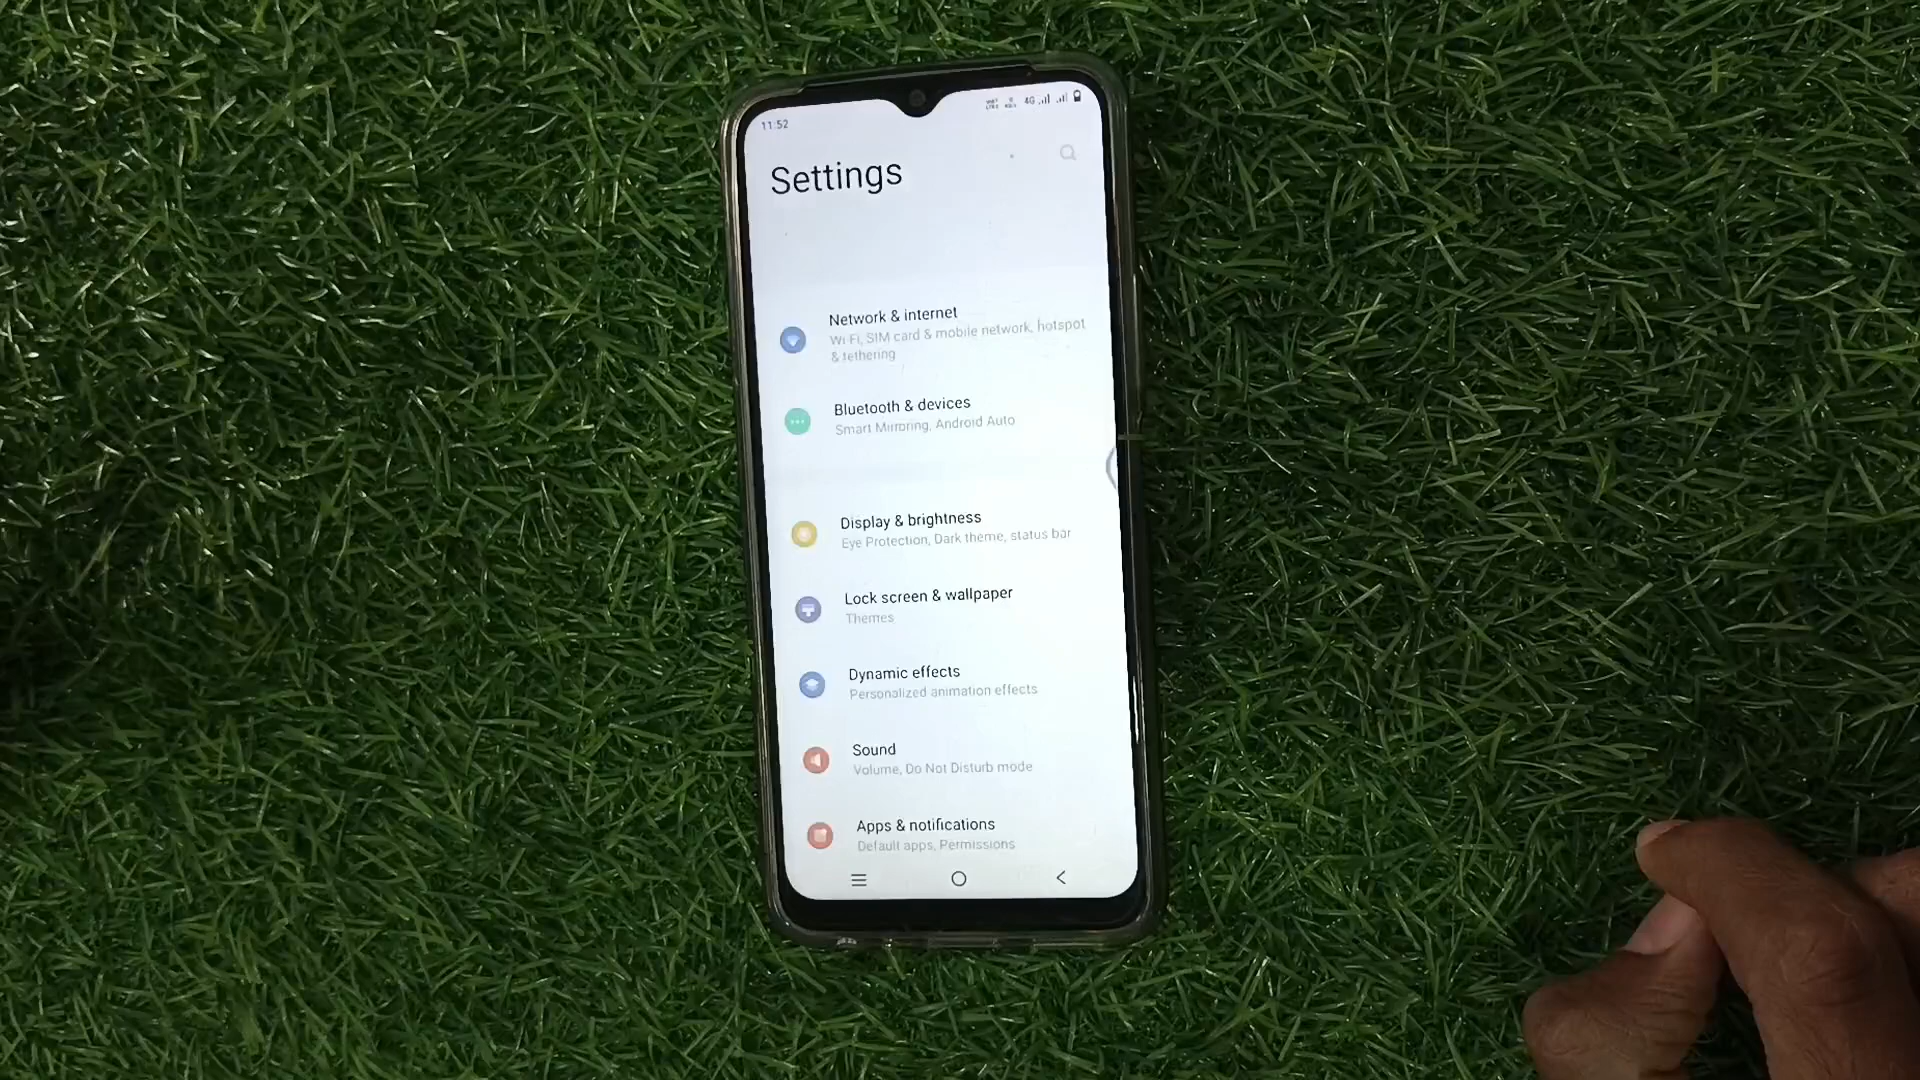 11:52
4G
Settings
Network & internet
Wi-Fi, SIM card & mobile network, hotspot
& tethering
Bluetooth & devices
Smart Mirroring, Android Auto
Display & brightness
Eye Protection, Dark theme, status bar
Lock screen & wallpaper
Themes
Dynamic effects
Personalized animation effects
Sound
Volume, Do Not Disturb mode
Apps & notifications
Default apps, Permissions